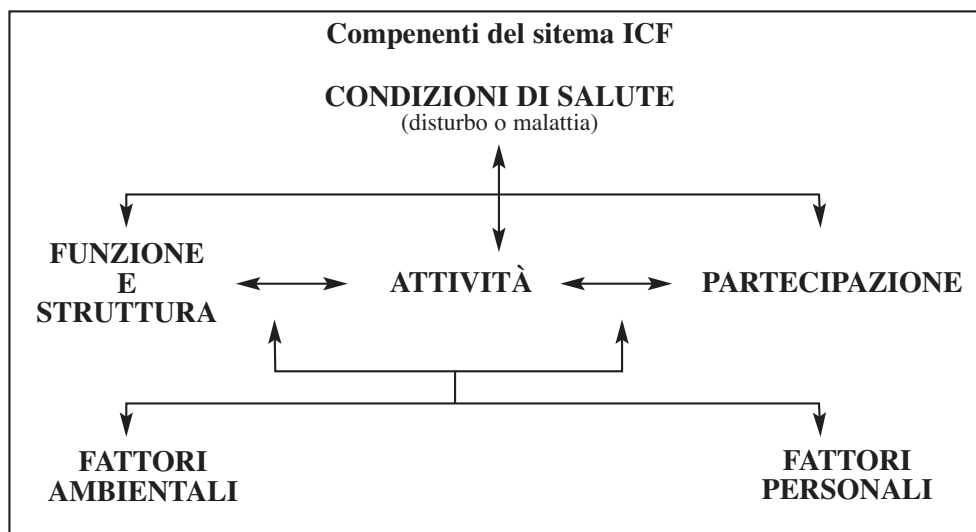 Compenenti del sitema ICF
CONDIZIONI DI SALUTE
(disturbo o malattia)
FUNZIONE
E
STRUTTURA
ATTIVITÀ
PARTECIPAZIONE
FATTORI
AMBIENTALI
FATTORI
PERSONALI